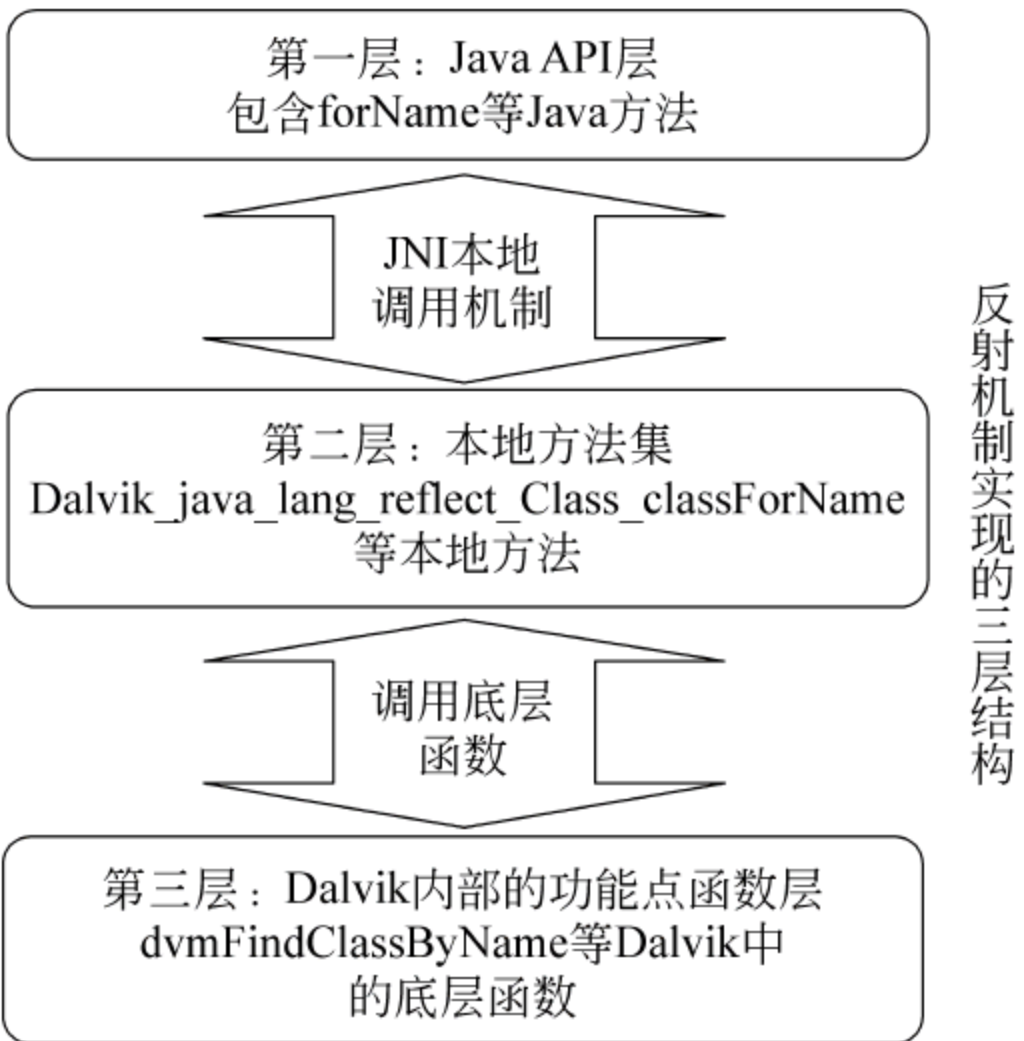 第一层：Java API层
包含forName等Java方法
JNI本地
调用机制
第二层：本地方法集
Dalvik_java_lang_reflect_Class_classForName
等本地方法
调用底层
函数
第三层：Dalvik内部的功能点函数层
dvmFindClassByName等Dalvik中
的底层函数
反射机制实现的三层结构